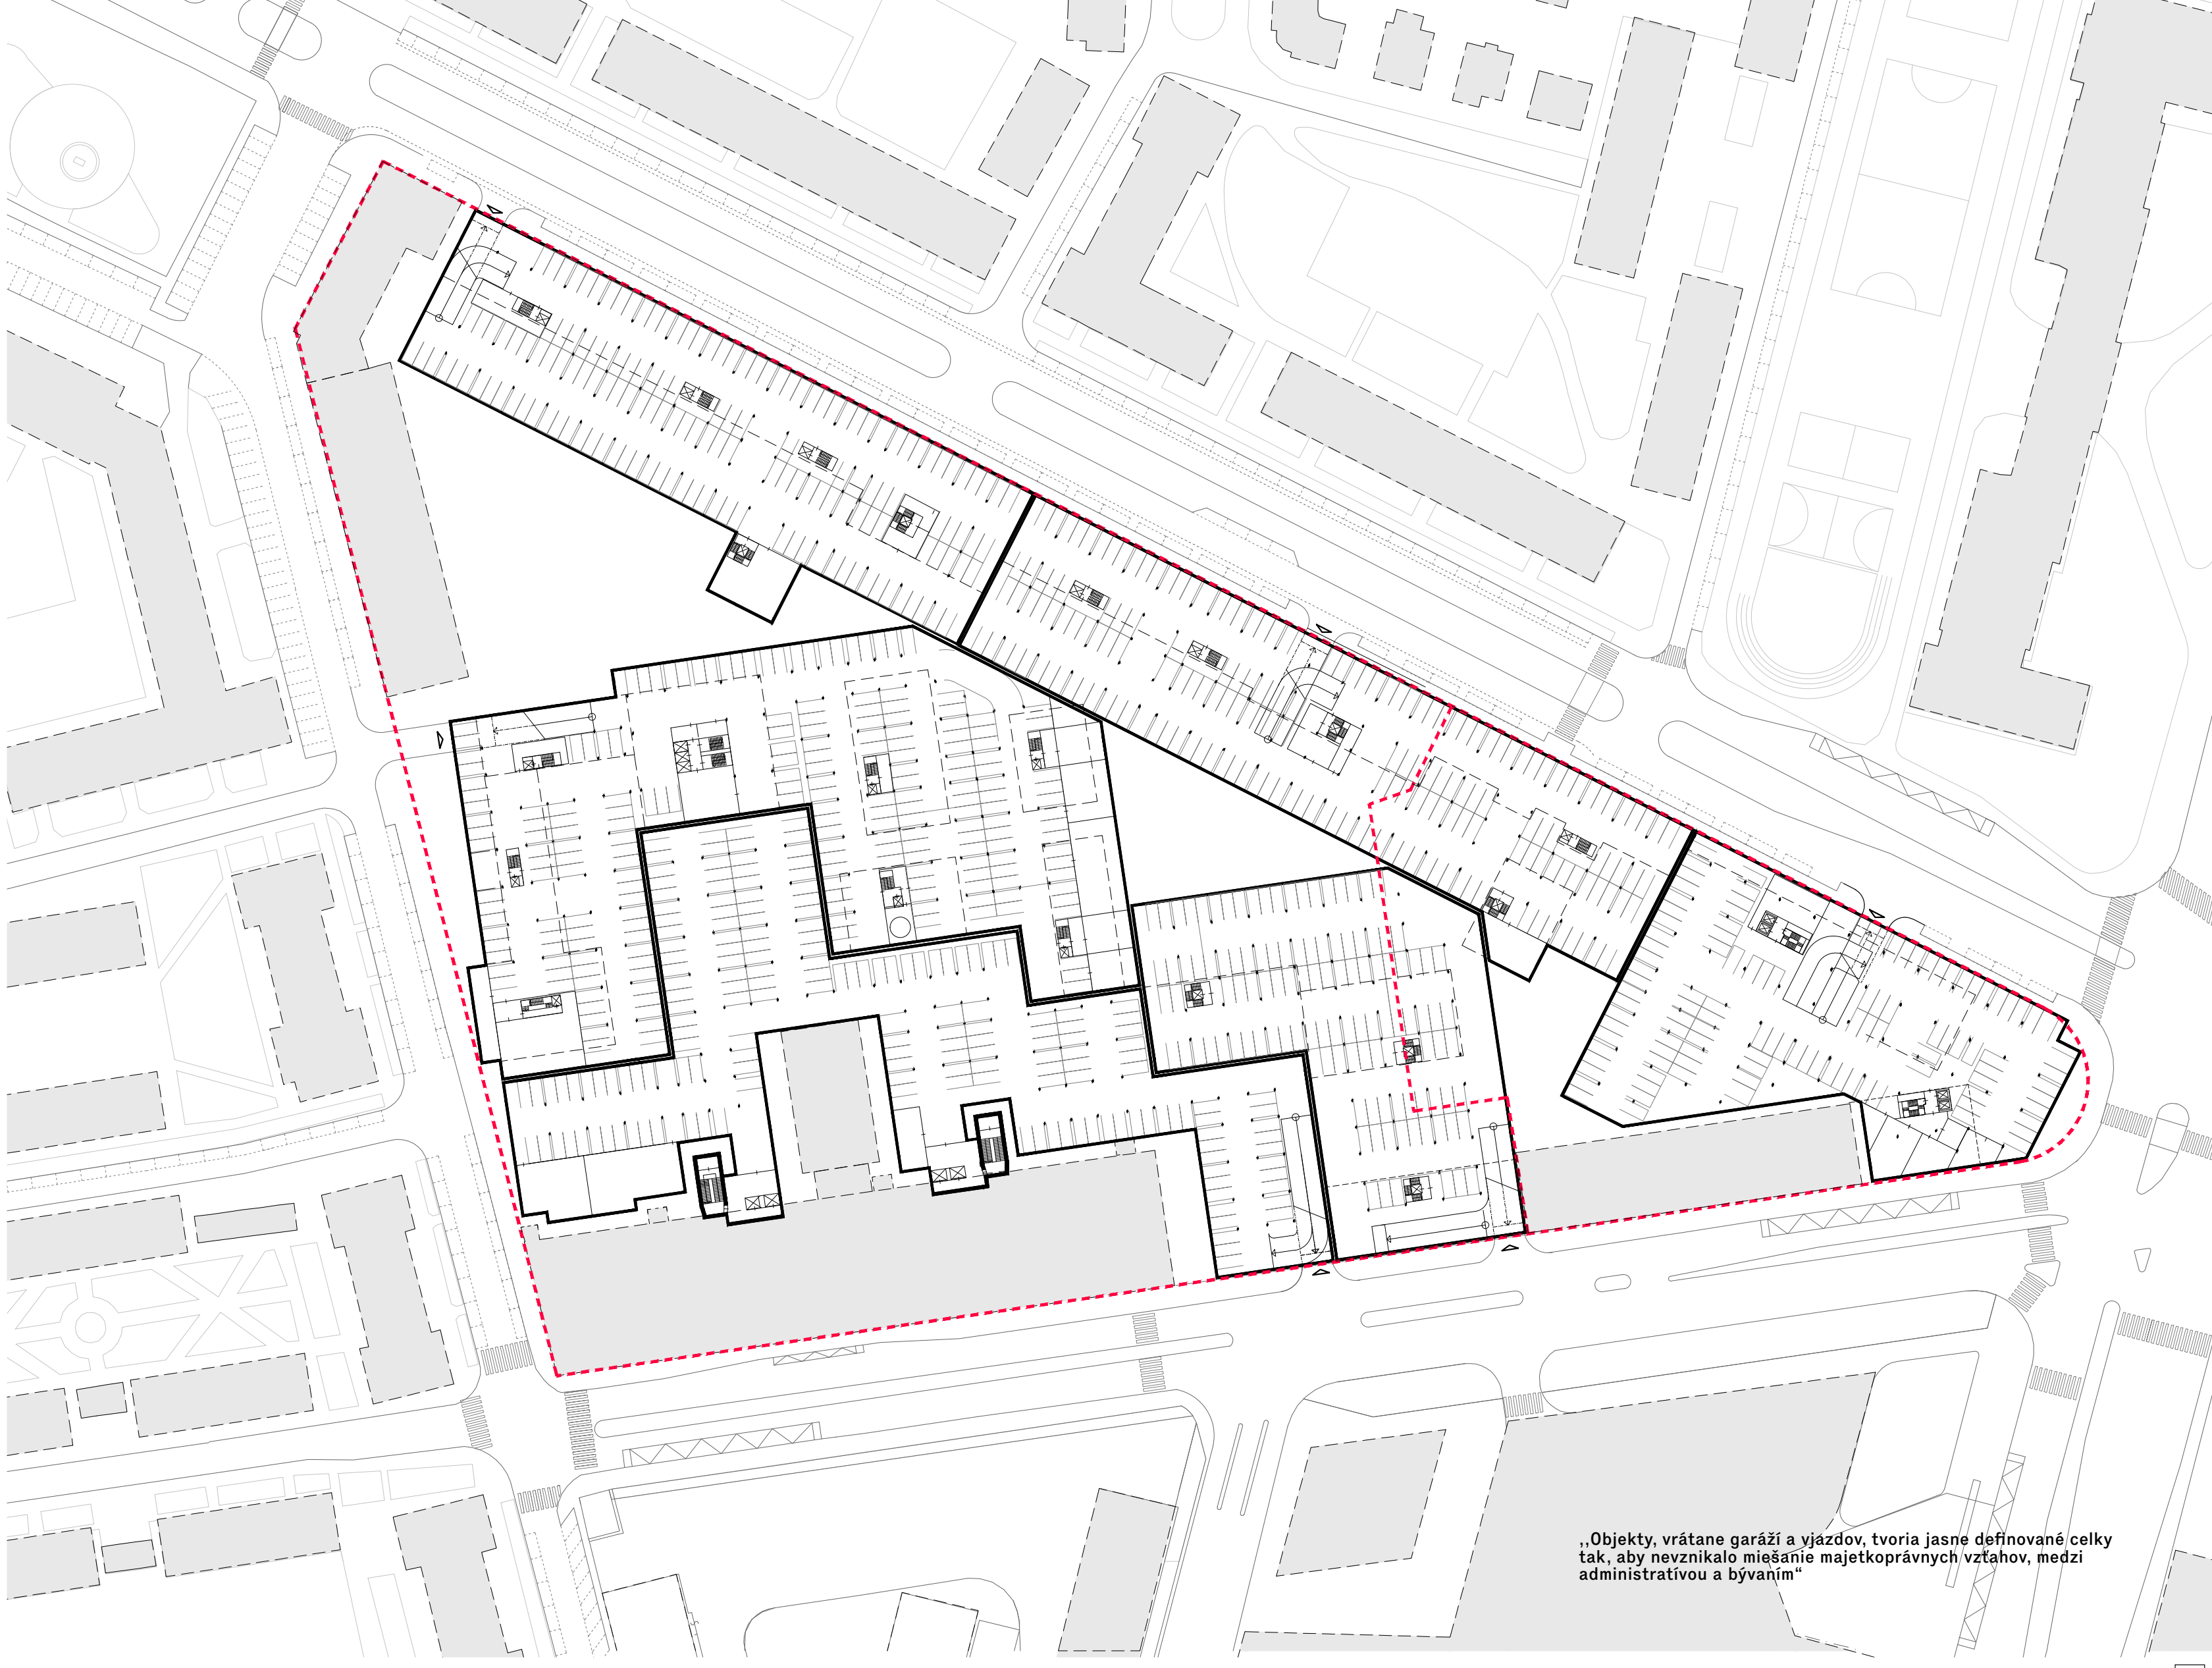 ,,Objekty, vrátane garáží a vjazdov, tvoria jasne definované celky
tak, aby nevznikalo miešanie majetkoprávnych vzťahov, medzi
administratívou a bývaním“